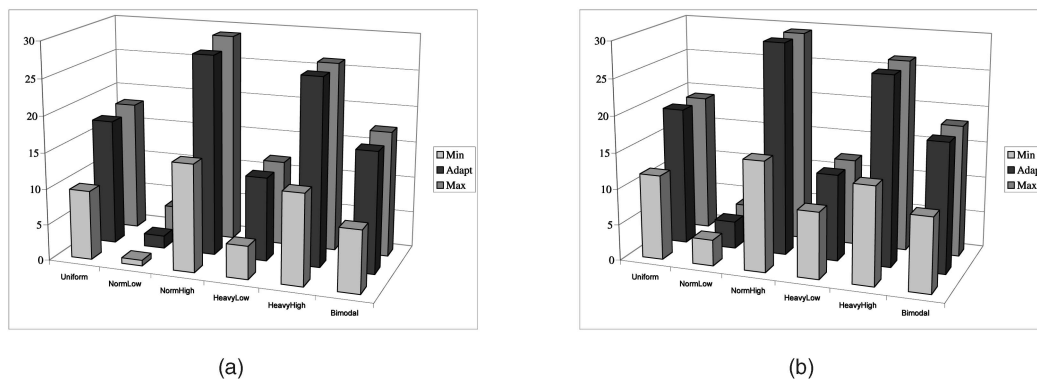 30
25
20
15
10
5
0
Uniform
NormLow
NormHigh
HeavyLow
HeavyHigh
Bimodal
Min
Adapt
Max
(a)
30
25
20
15
10
5
0
Uniform
NormLow
NormHigh
HeavyLow
HeavyHigh
Bimodal
Min
Adapt
Max
(b)